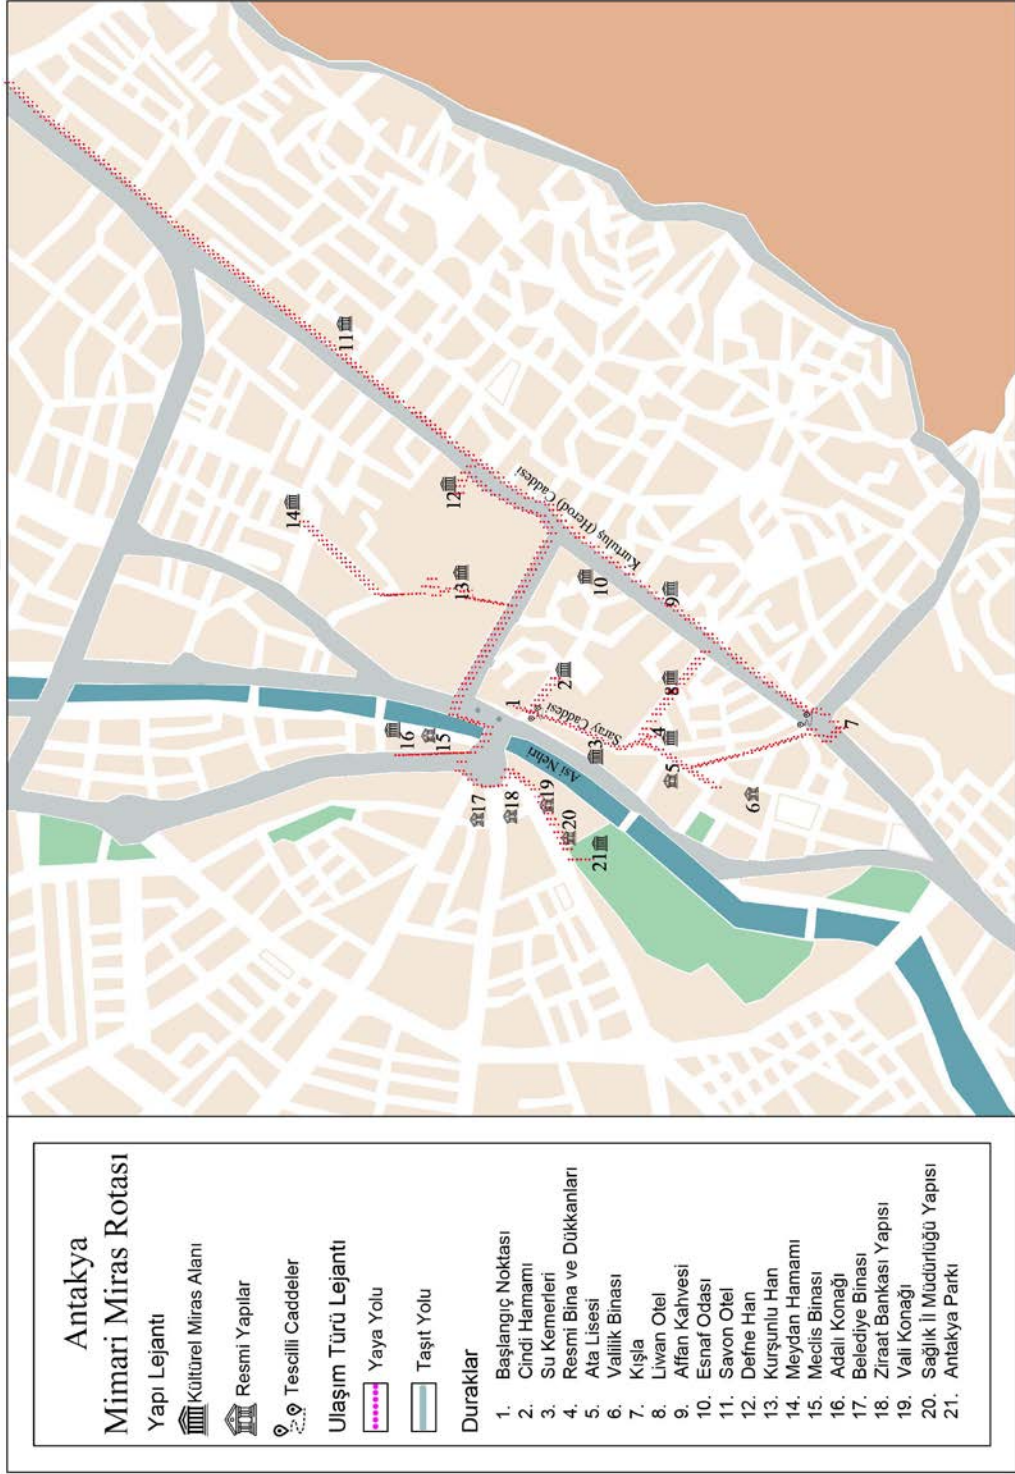 Antakya
Mimari Miras Rotası
Yapı Lejantı
Kültürel Miras Alanı
Resmi Yapılar
Tescilli Caddeler
Ulaşım Türü Lejantı
Yaya Yolu
Taşıt Yolu
Duraklar
1. Başlangıç Noktası
2. Cindi Hamamı
3. Su Kemerleri
4. Resmi Bina ve Dükkanları
5. Ata Lisesi
6. Valilik Binası
7. Kışla
8. Liwan Otel
9. Affan Kahvesi
10. Esnaf Odası
11. Savon Otel
12. Defne Han
13. Kurşunlu Han
14. Meydan Hamamı
15. Meclis Binası
16. Adalı Konağı
17. Belediye Binası
18. Ziraat Bankası Yapısı
19. Vali Konağı
20. Sağlık İl Müdürlüğü Yapısı
21. Antakya Parkı
17
18
19
20
21
16
15
Asi Nehri
14
13
12
11
1
2
Saray Caddesi
3
4
5
6
7
8
9
10
Kurtuluş (Herod) Caddesi